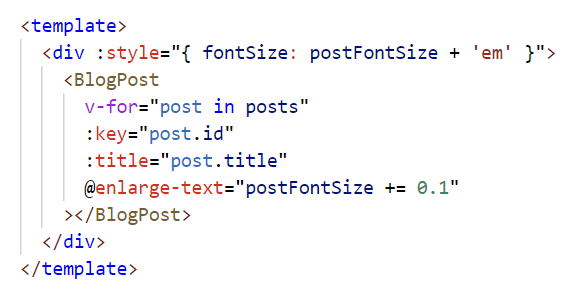 <template>
  <div :style="{ fontSize: postFontSize + 'em' }">
    <BlogPost
      v-for="post in posts"
      :key="post.id"
      :title="post.title"
      @enlarge-text="postFontSize += 0.1"
    ></BlogPost>
  </div>
</template>